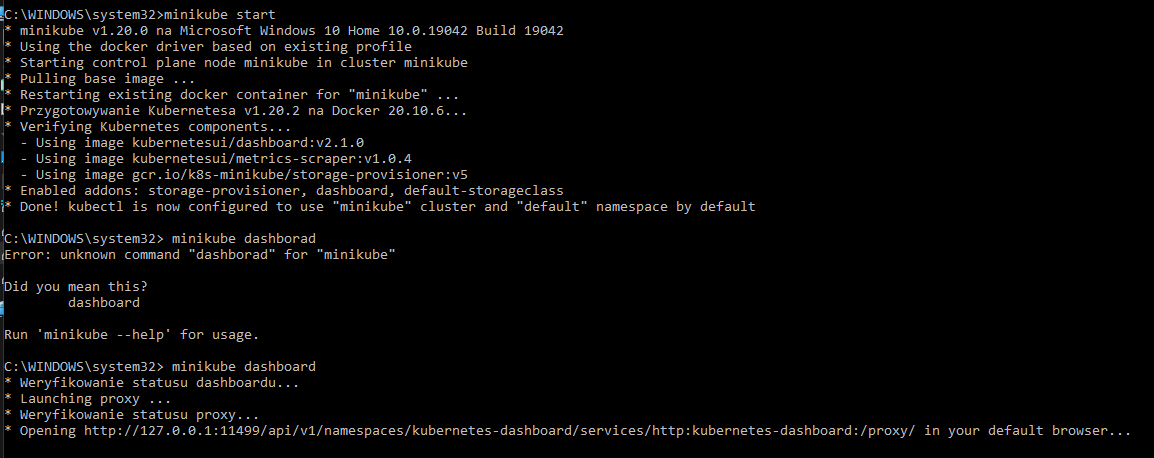 C:\WINDOWS\system32>minikube start
* minikube v1.20.0 na Microsoft Windows 10 Home 10.0.19042 Build 19042
* Using the docker driver based on existing profile
* Starting control plane node minikube in cluster minikube
* Pulling base image ...
* Restarting existing docker container for "minikube" ...
* Przygotowywanie Kubernetesa v1.20.2 na Docker 20.10.6...
* Verifying Kubernetes components...
  - Using image kubernetesui/dashboard:v2.1.0
  - Using image kubernetesui/metrics-scraper:v1.0.4
  - Using image gcr.io/k8s-minikube/storage-provisioner:v5
* Enabled addons: storage-provisioner, dashboard, default-storageclass
* Done! kubectl is now configured to use "minikube" cluster and "default" namespace by default
C:\WINDOWS\system32> minikube dashborad
Error: unknown command "dashborad" for "minikube"
Did you mean this?
        dashboard
Run 'minikube --help' for usage.
C:\WINDOWS\system32> minikube dashboard
* Weryfikowanie statusu dashboardu...
* Launching proxy ...
* Weryfikowanie statusu proxy...
* Opening http://127.0.0.1:11499/api/v1/namespaces/kubernetes-dashboard/services/http:kubernetes-dashboard:/proxy/ in your default browser...